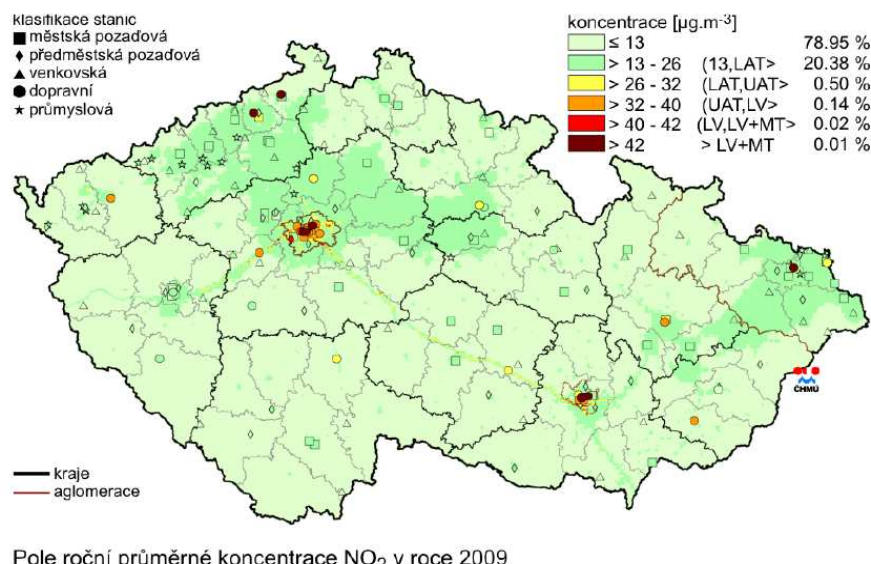 klasifikace stanic
městská pozaďová
předměstská pozaďová
venkovská
dopravní
průmyslová
koncentrace [µg.m-3]
≤ 13 78.95 %
> 13 - 26 (13,LAT> 20.38 %
> 26 - 32 (LAT,UAT> 0.50 %
> 32 - 40 (UAT,LV> 0.14 %
> 40 - 42 (LV,LV+MT> 0.02 %
> 42 > LV+MT 0.01 %
ČHMÚ
kraje
aglomerace
Pole roční průměrné koncentrace NO2 v roce 2009